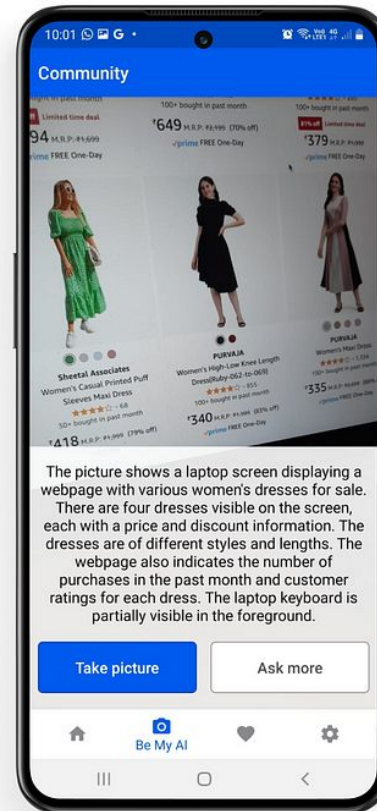 10:01
Community
100+ bought in past month
Limited time deal
94 M.R.P: ₹1,699
prime FREE One-Day
₹649 M.R.P: ₹2,199 (70% off)
prime FREE One-Day
Limited time deal
₹379
prime FREE One-Day
Sheetal Associates
Women's Casual Printed Puff
Sleeves Maxi Dress
68
50+ bought in past month
₹418 M.R.P: ₹1,999 (79% off)
PURVAJA
Women's High-Low Knee Length
Dress(Ruby-062-to-069)
100+ bought in past month
₹340 M.R.P: ₹1,999 (83% off)
prime FREE One-Day
PURVAJA
Women's Maxi Dress
100+ bought in past month
₹335
prime FREE One-Day
The picture shows a laptop screen displaying a
webpage with various women's dresses for sale.
There are four dresses visible on the screen,
each with a price and discount information. The
dresses are of different styles and lengths. The
webpage also indicates the number of
purchases in the past month and customer
ratings for each dress. The laptop keyboard is
partially visible in the foreground.
Take picture
Ask more
Be My AI